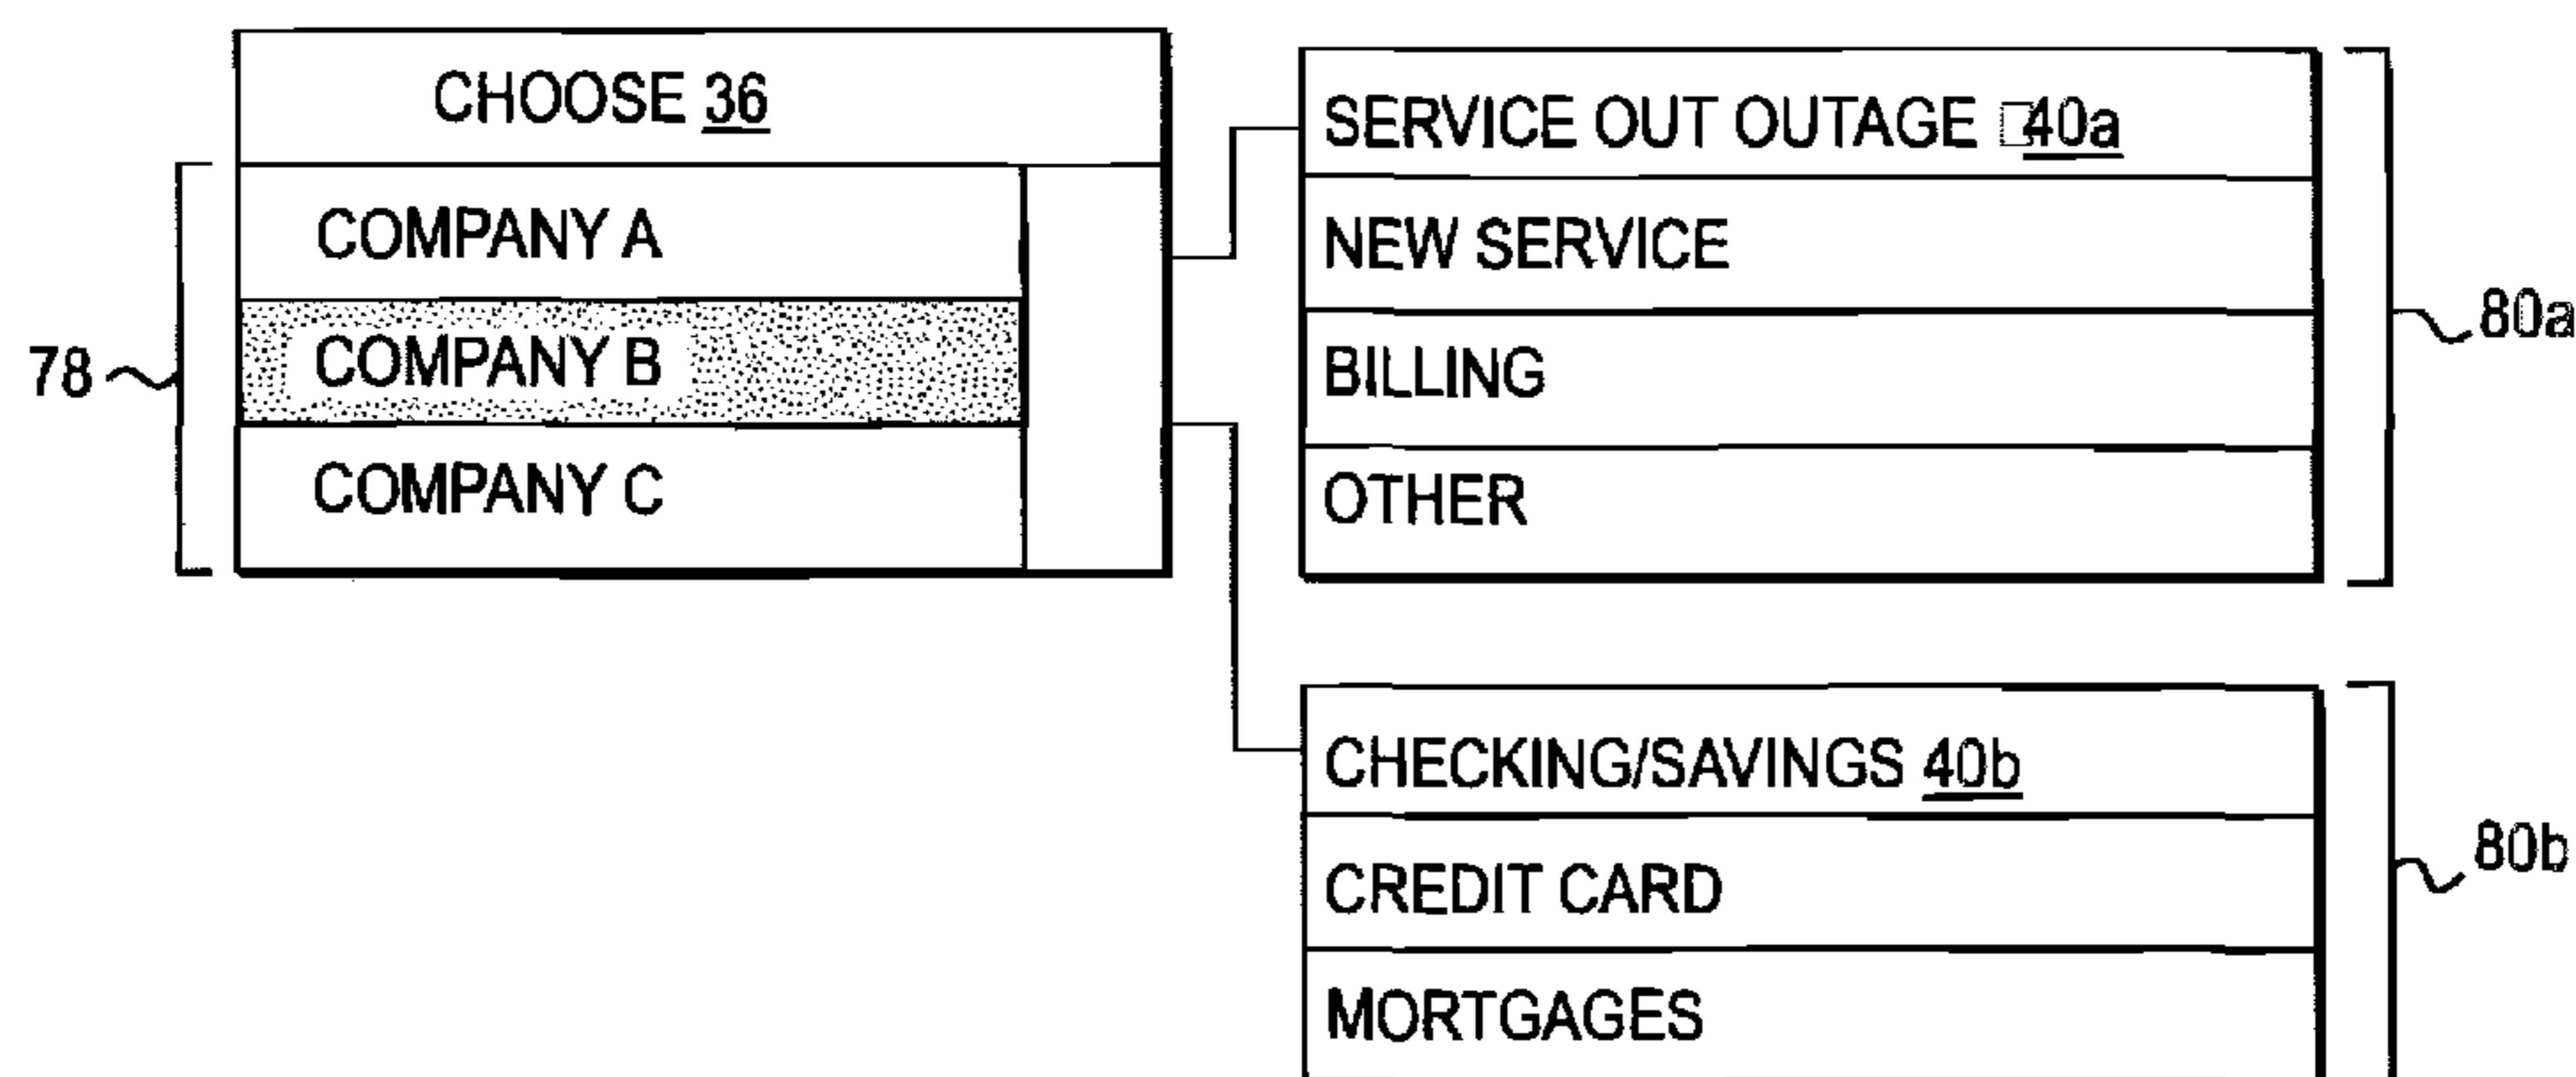 CHOOSE 36
COMPANY A
COMPANY B
COMPANY C
78
SERVICE OUT OUTAGE 40a
NEW SERVICE
BILLING
OTHER
80a
CHECKING/SAVINGS 40b
CREDIT CARD
MORTGAGES
80b